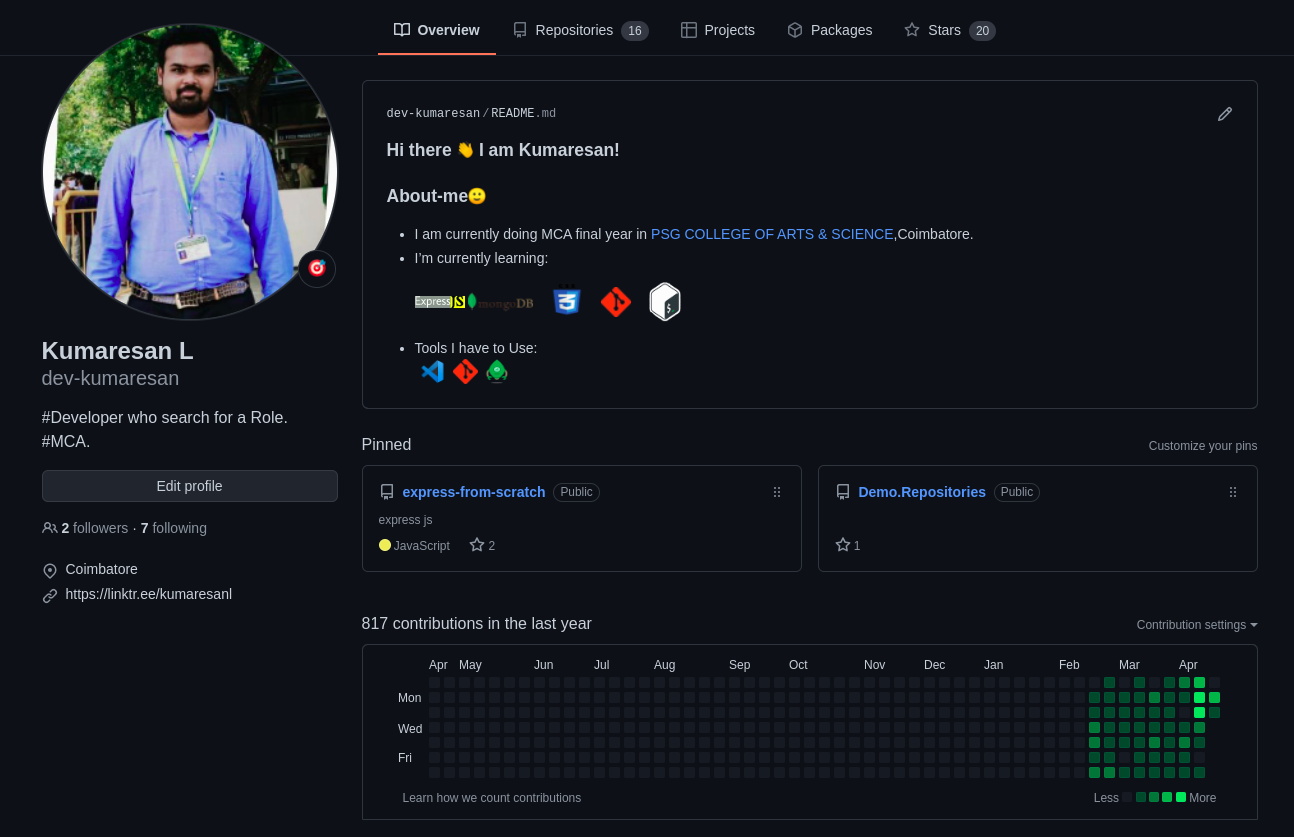 Overview
Repositories 16
Projects
Packages
Stars 20
dev-kumaresan/README.md
Hi there 👋 I am Kumaresan!
About-me🙂
I am currently doing MCA final year in PSG COLLEGE OF ARTS & SCIENCE,Coimbatore.
I’m currently learning:
Express JS mongoDB 3 $
Tools I have to Use:
Kumaresan L
dev-kumaresan
#Developer who search for a Role.
#MCA.
Edit profile
2 followers · 7 following
Coimbatore
https://linktr.ee/kumaresanl
Pinned
Customize your pins
express-from-scratch Public
express js
JavaScript 2
Demo.Repositories Public
1
817 contributions in the last year
Contribution settings
Apr May Jun Jul Aug Sep Oct Nov Dec Jan Feb Mar Apr
Mon
Wed
Fri
Learn how we count contributions
Less More